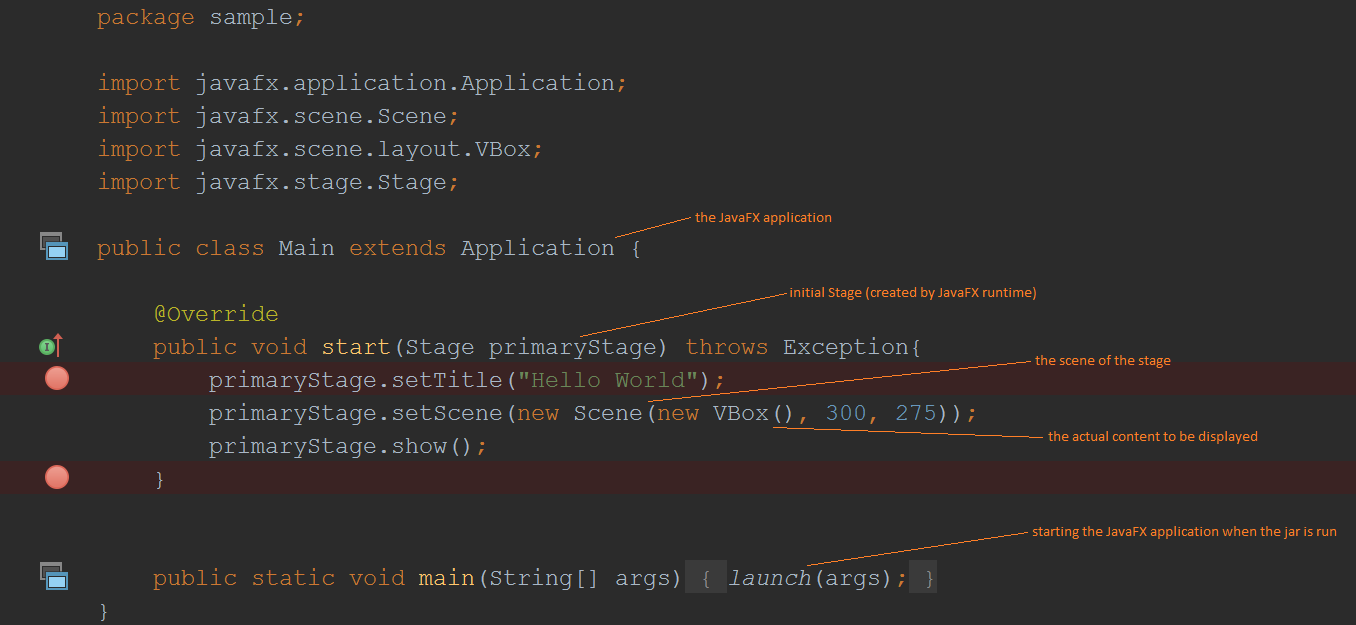 package sample;
import javafx.application.Application;
import javafx.scene.Scene;
import javafx.scene.layout.VBox;
import javafx.stage.Stage;
the JavaFX application
public class Main extends Application {
initial Stage (created by JavaFX runtime)
@Override
public void start(Stage primaryStage) throws Exception{
the scene of the stage
primaryStage.setTitle("Hello World");
primaryStage.setScene(new Scene(new VBox(), 300, 275));
the actual content to be displayed
primaryStage.show();
}
starting the JavaFX application when the jar is run
public static void main(String[] args) { launch(args); }
}